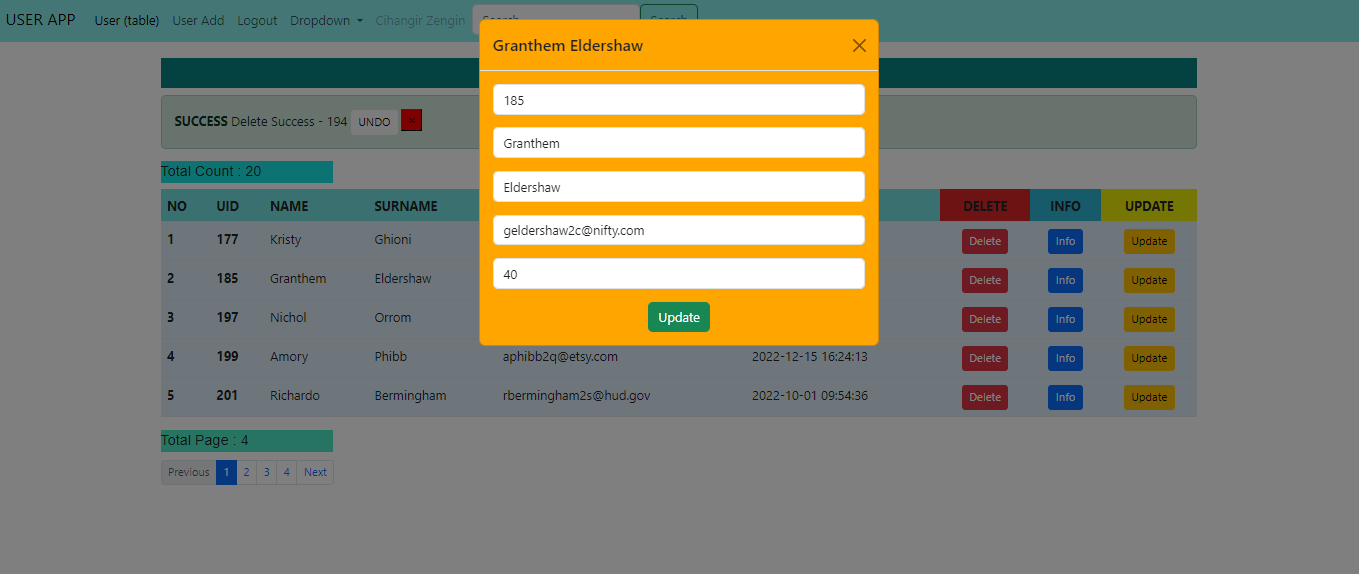 USER APP User (table) User Add Logout Dropdown Cihangir Zengin Search Search
Granthem Eldershaw
185
Granthem
Eldershaw
geldershaw2c@nifty.com
40
Update
SUCCESS Delete Success - 194 UNDO ×
Total Count : 20
NO UID NAME SURNAME DELETE INFO UPDATE
1 177 Kristy Ghioni Delete Info Update
2 185 Granthem Eldershaw Delete Info Update
3 197 Nichol Orrom Delete Info Update
4 199 Amory Phibb aphibb2q@etsy.com 2022-12-15 16:24:13 Delete Info Update
5 201 Richardo Bermingham rbermingham2s@hud.gov 2022-10-01 09:54:36 Delete Info Update
Total Page : 4
Previous 1 2 3 4 Next